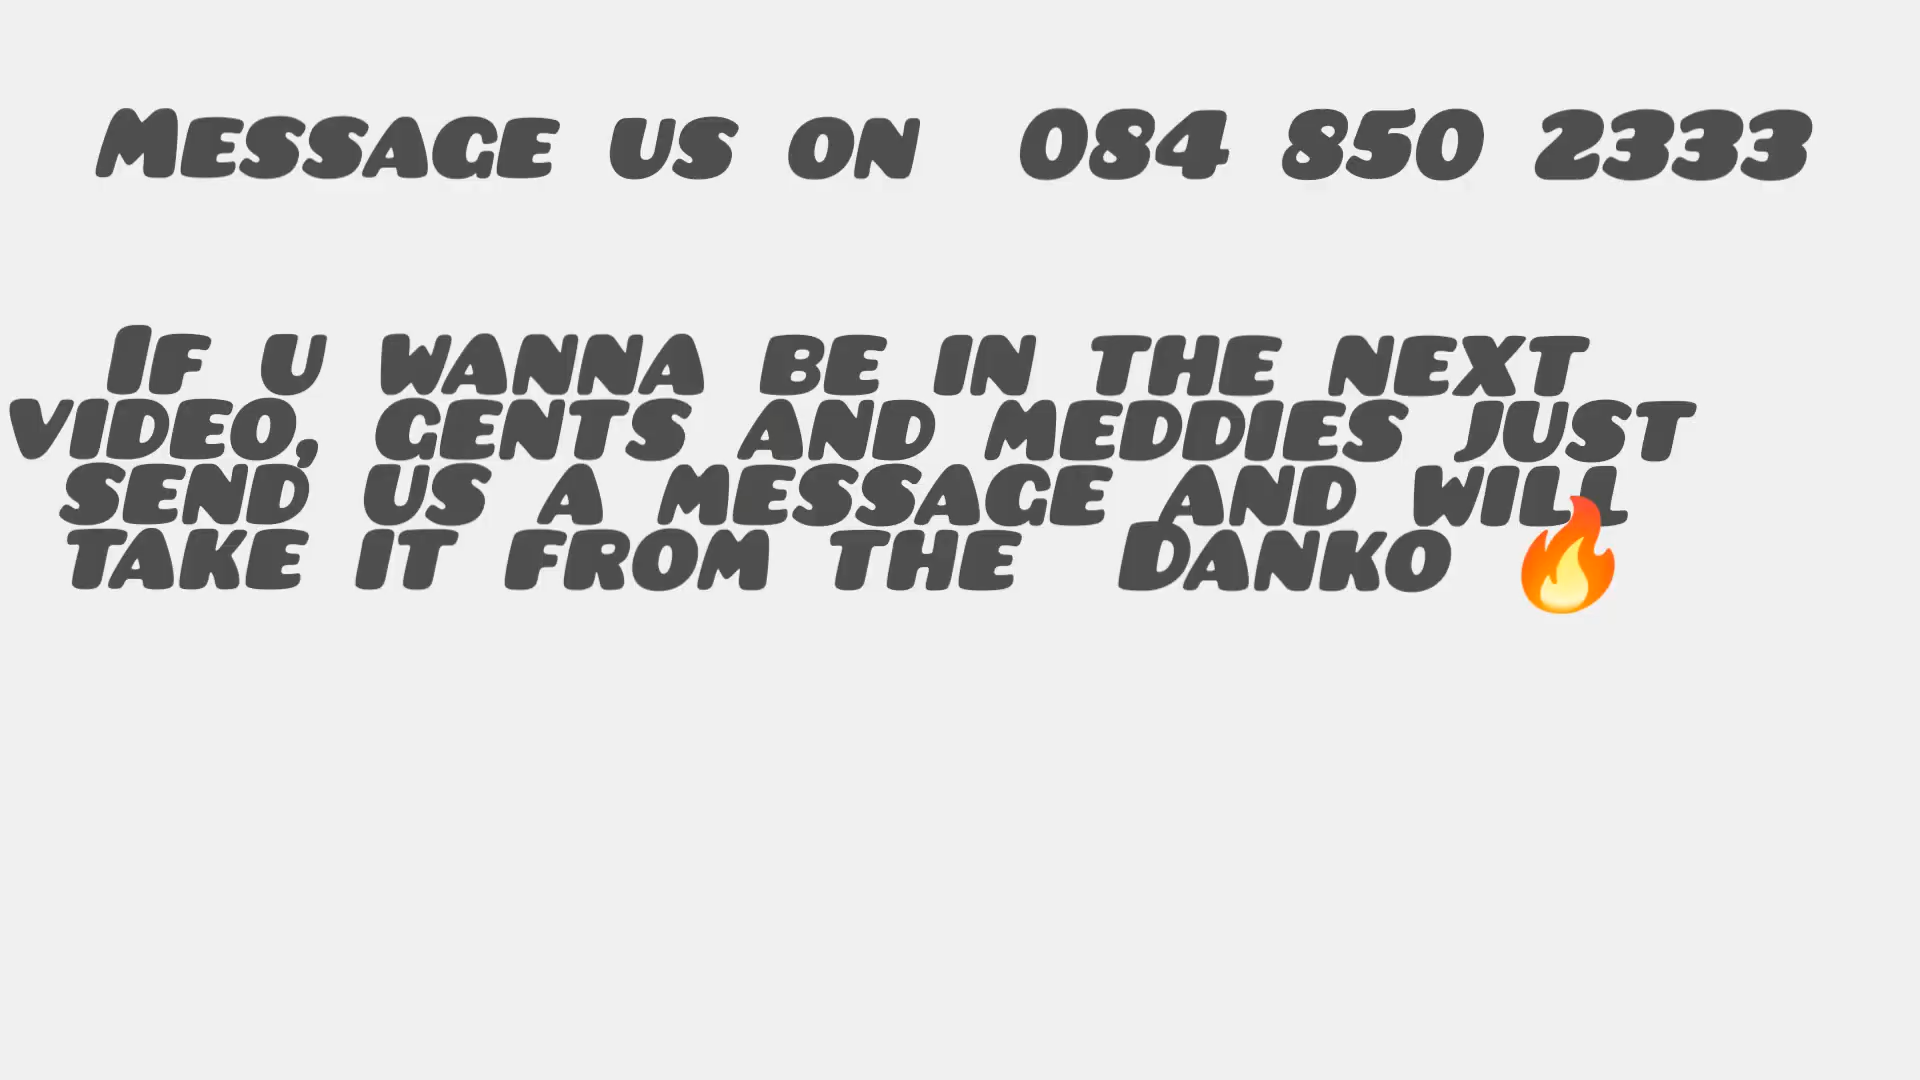 Message us on 084 850 2333
If u wanna be in the next
video, gents and meddies just
send us a message and will
take it from the Danko 🔥